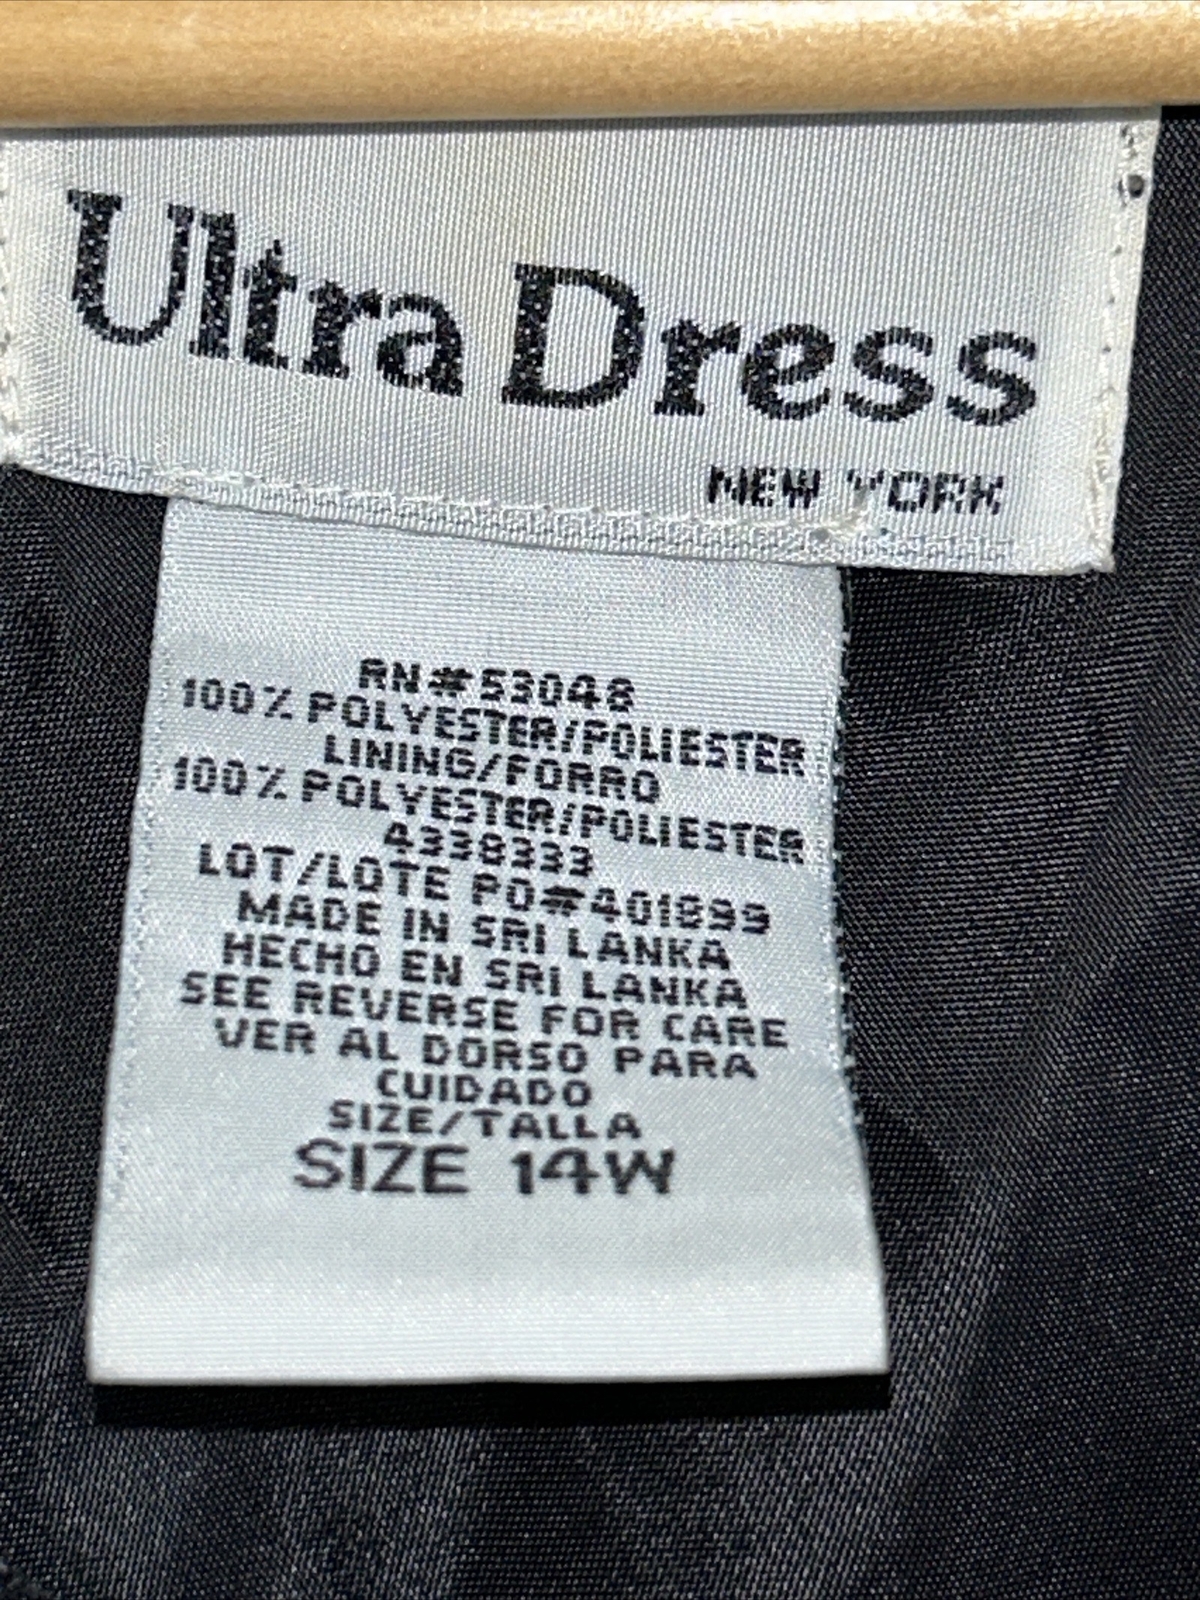 Ultra Dress
NEW YORK
RN#53048
100% POLYESTER/POLIESTER
LINING/FORRO
100% POLYESTER/POLIESTER
4338333
LOT/LOTE PO#401899
MADE IN SRI LANKA
HECHO EN SRI LANKA
SEE REVERSE FOR CARE
VER AL DORSO PARA
CUIDADO
SIZE/TALLA
SIZE 14W